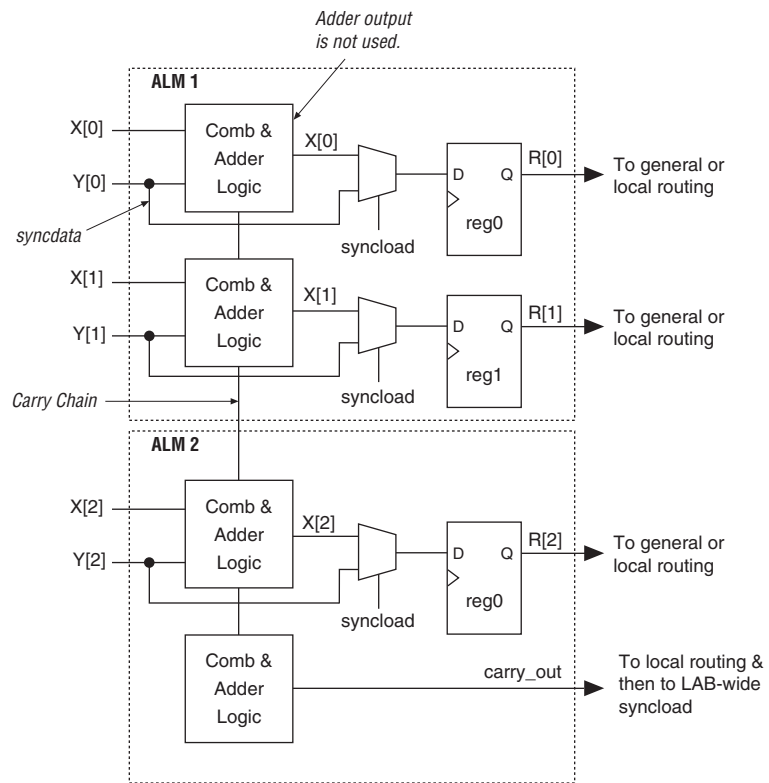 Adder output
is not used.
ALM 1
X[0]
Comb &
Adder
Logic
X[0]
D
Q
reg0
R[0]
To general or
local routing
Y[0]
syncdata
syncload
X[1]
Comb &
Adder
Logic
X[1]
D
Q
reg1
R[1]
To general or
local routing
Y[1]
syncload
Carry Chain
ALM 2
X[2]
Comb &
Adder
Logic
X[2]
D
Q
reg0
R[2]
To general or
local routing
Y[2]
syncload
Comb &
Adder
Logic
carry_out
To local routing &
then to LAB-wide
syncload